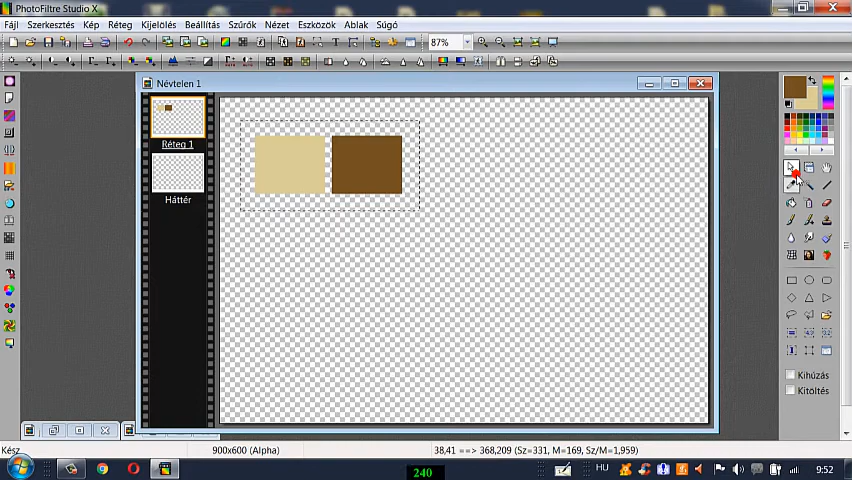 PhotoFiltre Studio X
Fájl Szerkesztés Kép Réteg Kijelölés Beállítás Szűrők Nézet Eszközök Ablak Súgó
87%
Névtelen 1
Réteg 1
Háttér
Kihúzás
Kitöltés
Kész
900x600 (Alpha)
38,41 ==> 368,209 (Sz=331, M=169, Sz/M=1,959)
240
HU
9:52